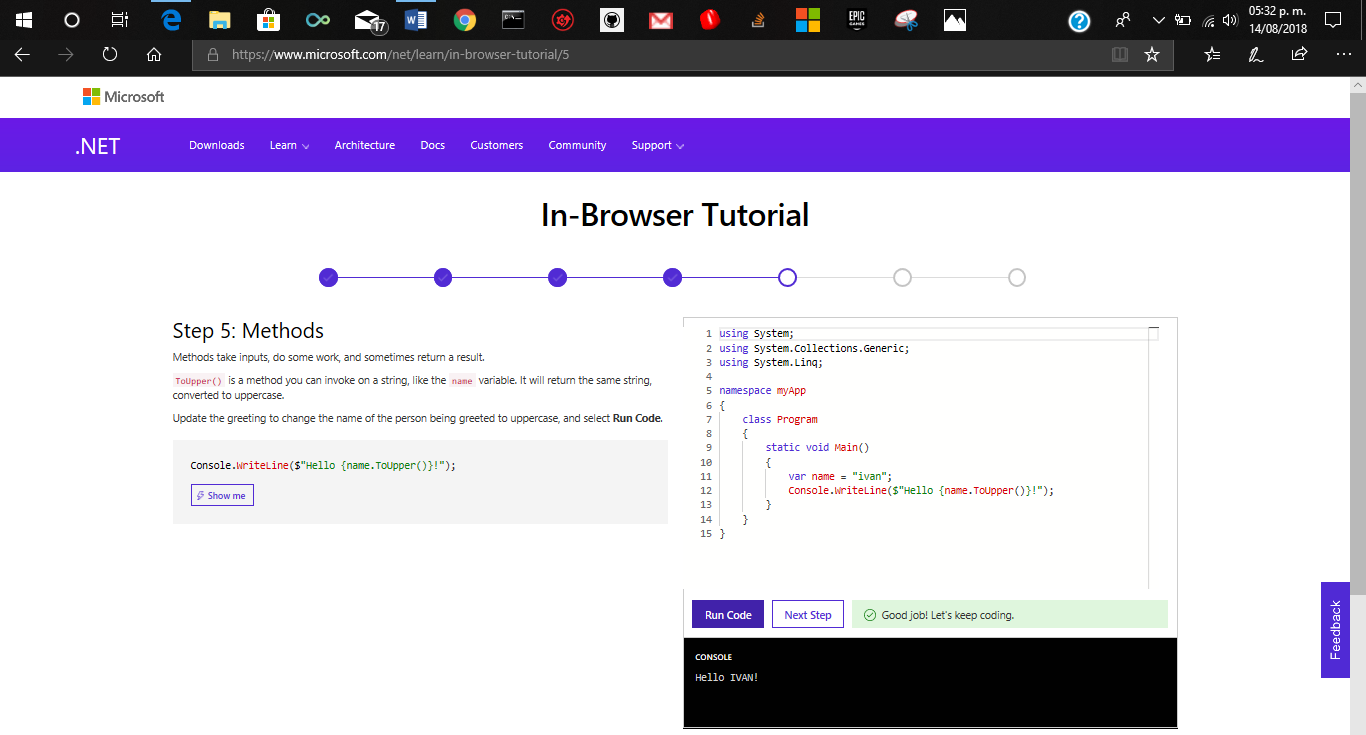 17
W
EPIC
GAMES
05:32 p. m.
14/08/2018
https://www.microsoft.com/net/learn/in-browser-tutorial/5
Microsoft
.NET
Downloads Learn Architecture Docs Customers Community Support
In-Browser Tutorial
Step 5: Methods
Methods take inputs, do some work, and sometimes return a result.
ToUpper() is a method you can invoke on a string, like the name variable. It will return the same string,
converted to uppercase.
Update the greeting to change the name of the person being greeted to uppercase, and select Run Code.
Console.WriteLine($"Hello {name.ToUpper()}!");
Show me
1 using System;
2 using System.Collections.Generic;
3 using System.Linq;
4
5 namespace myApp
6 {
7 class Program
8 {
9 static void Main()
10 {
11 var name = "ivan";
12 Console.WriteLine($"Hello {name.ToUpper()}!");
13 }
14 }
15 }
Run Code
Next Step
Good job! Let's keep coding.
CONSOLE
Hello IVAN!
Feedback